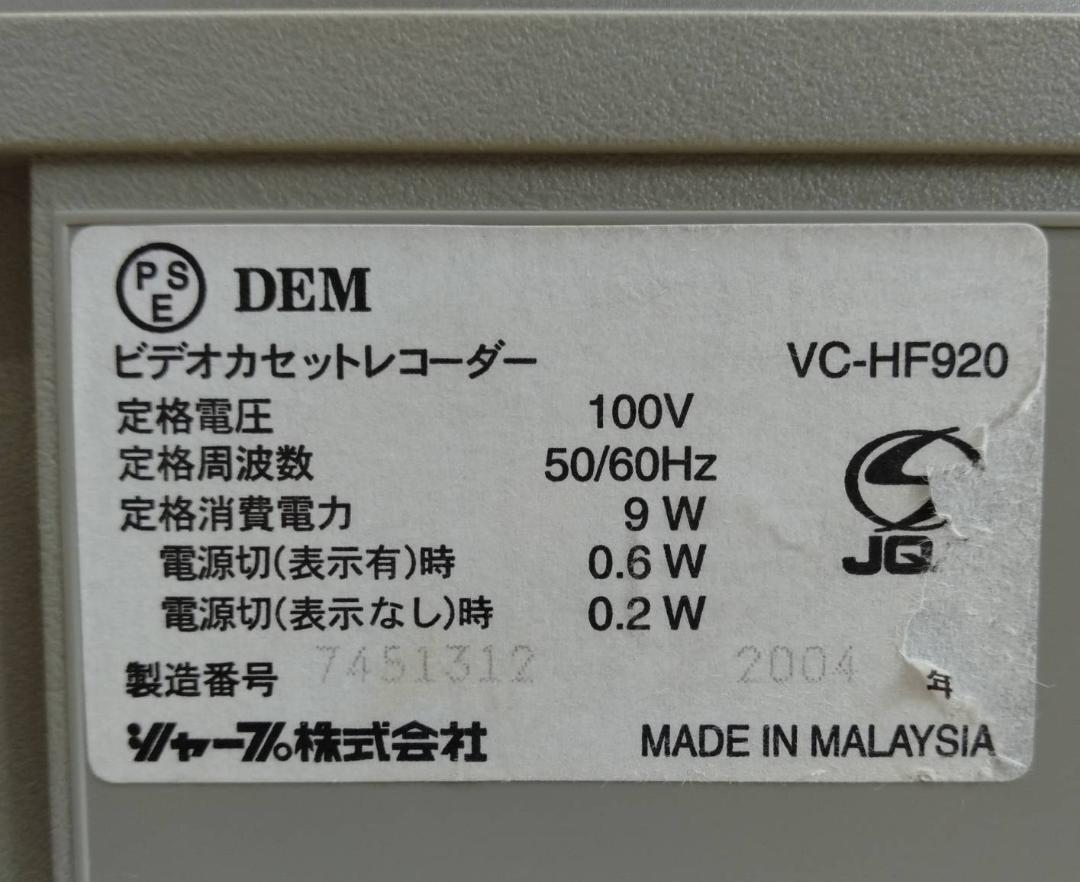 PSE DEM
ビデオカセットレコーダー VC-HF920
定格電圧 100V
定格周波数 50/60Hz
定格消費電力 9 W
電源切(表示有)時 0.6 W
電源切(表示なし)時 0.2 W
JQ
製造番号 7451312 2004 年
シャープ株式会社 MADE IN MALAYSIA